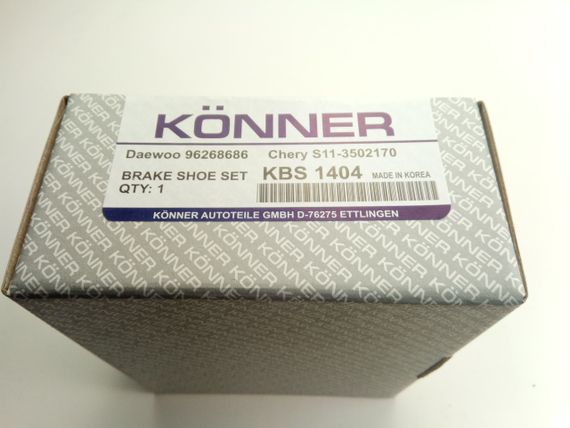 KÖNNER
Daewoo 96268686 Chery S11-3502170
BRAKE SHOE SET KBS 1404 MADE IN KOREA
QTY: 1
KÖNNER AUTOTEILE GMBH D-76275 ETTLINGEN